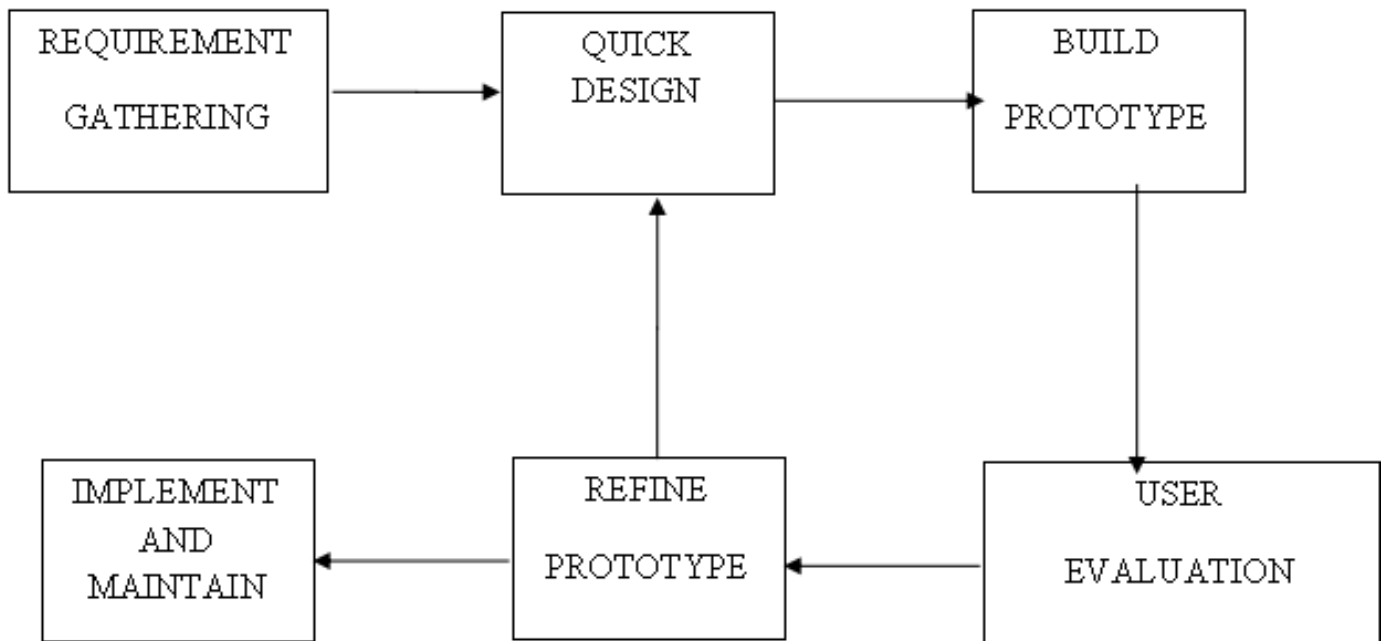 REQUIREMENT
GATHERING
QUICK
DESIGN
BUILD
PROTOTYPE
IMPLEMENT
AND
MAINTAIN
REFINE
PROTOTYPE
USER
EVALUATION